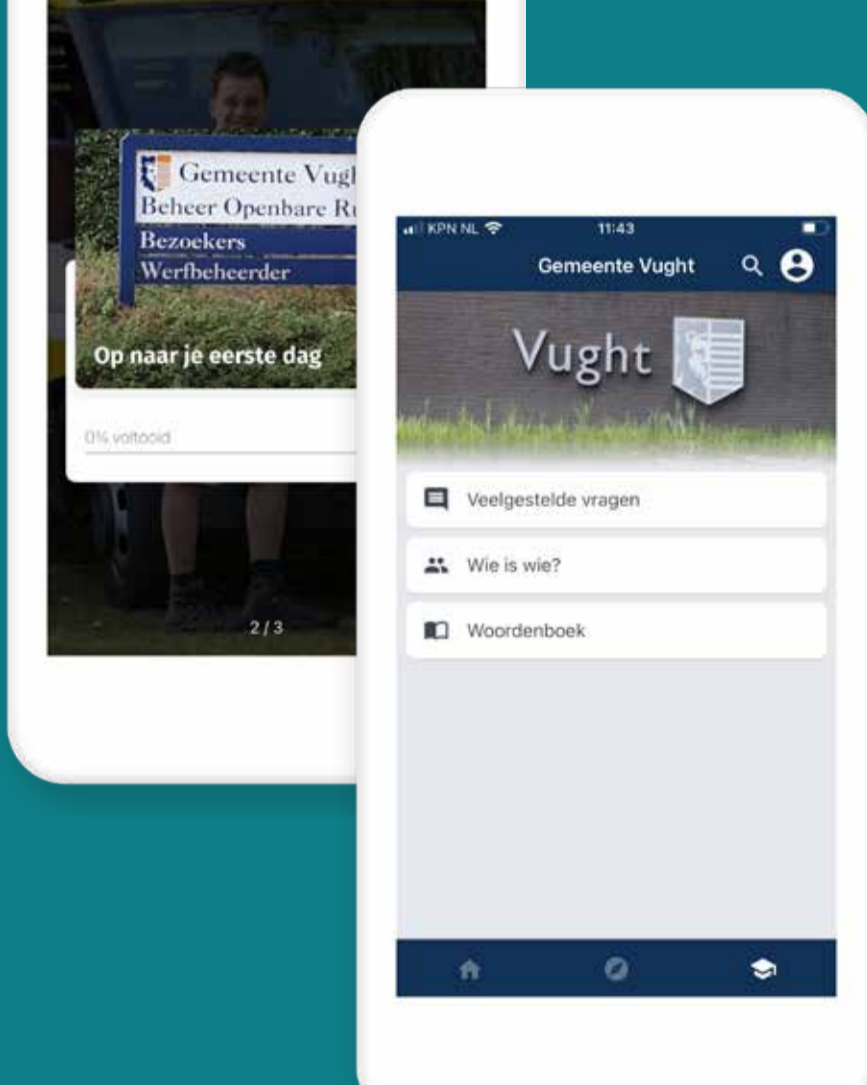 Gemeente
Beheer Openbare
Bezoekers
Werfbeheerder
Op naar je eerste dag
0% voltooid
2 / 3
KPN NL
11:43
Gemeente Vught
Vught
Veelgestelde vragen
Wie is wie?
Woordenboek